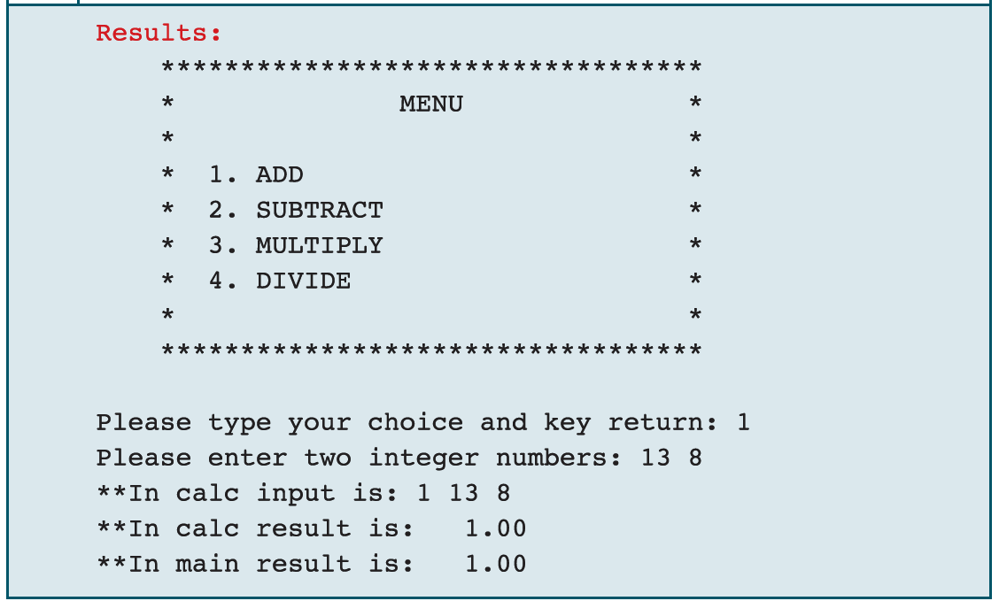 Results:
**********************************
* MENU *
* *
* 1. ADD *
* 2. SUBTRACT *
* 3. MULTIPLY *
* 4. DIVIDE *
* *
**********************************

Please type your choice and key return: 1
Please enter two integer numbers: 13 8
**In calc input is: 1 13 8
**In calc result is: 1.00
**In main result is: 1.00